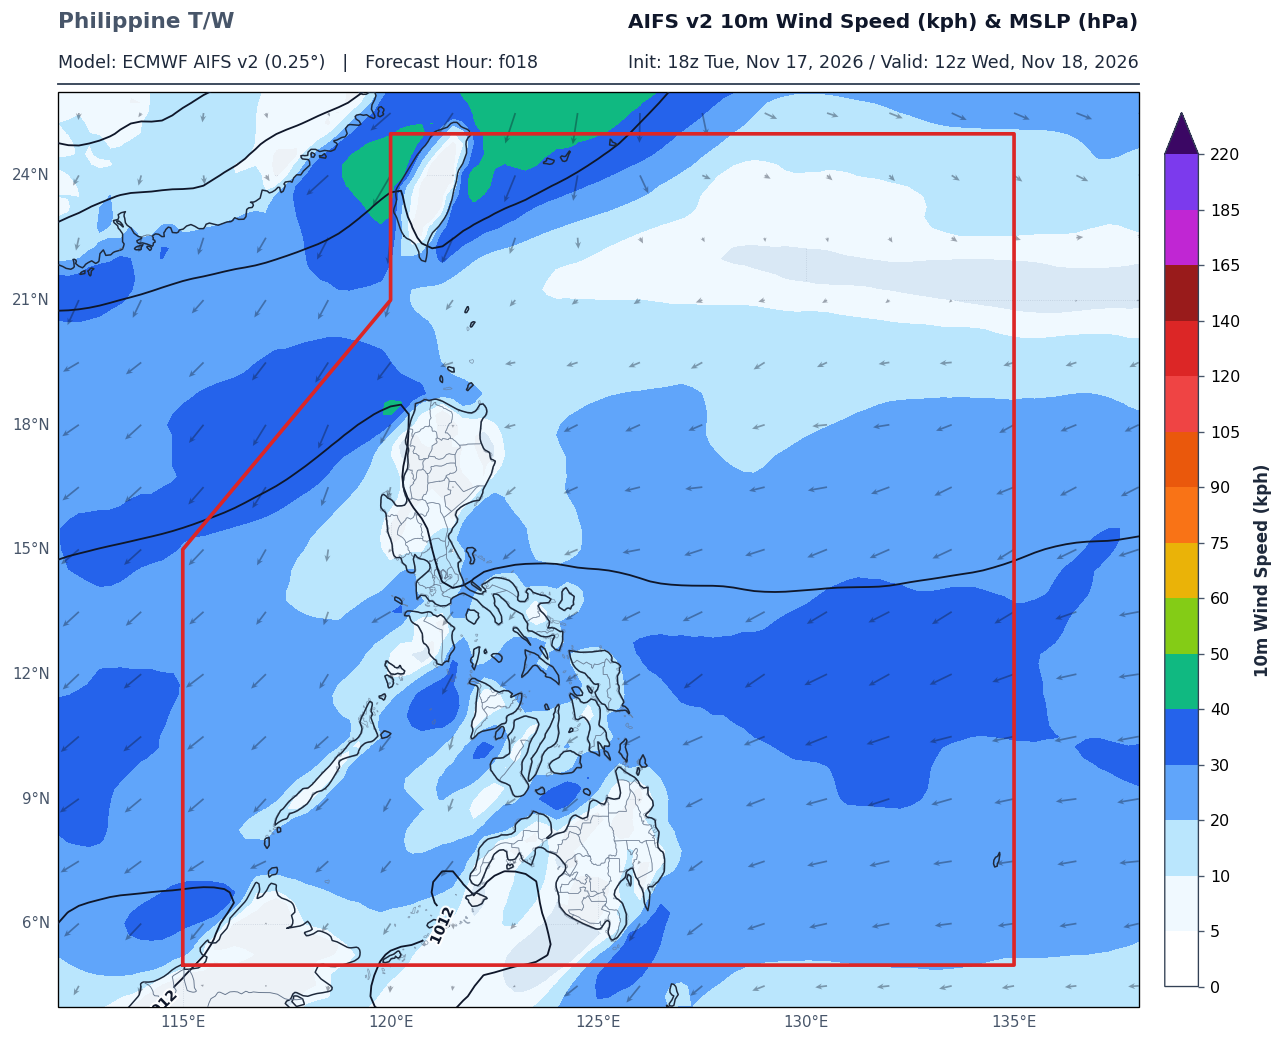 Philippine T/W
AIFS v2 10m Wind Speed (kph) & MSLP (hPa)
Model: ECMWF AIFS v2 (0.25°) | Forecast Hour: f018
Init: 18z Tue, Nov 17, 2026 / Valid: 12z Wed, Nov 18, 2026
24°N
21°N
18°N
15°N
12°N
9°N
6°N
115°E
120°E
125°E
130°E
135°E
1012
012
220
185
165
140
120
105
90
75
60
50
40
30
20
10
5
0
10m Wind Speed (kph)